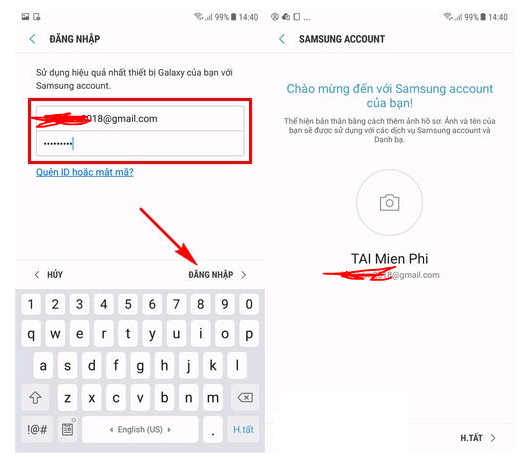 99% 14:40
ĐĂNG NHẬP
Sử dụng hiệu quả nhất thiết bị Galaxy của bạn với
Samsung account.
018@gmail.com
•••••••••
Quên ID hoặc mật mã?
HỦY
ĐĂNG NHẬP
1 2 3 4 5 6 7 8 9 0
q w e r t y u i o p
a s d f g h j k l
z x c v b n m
!@# English (US) . H.tất
... 99% 14:40
SAMSUNG ACCOUNT
Chào mừng đến với Samsung account
của bạn!
Thể hiện bản thân bằng cách thêm ảnh hồ sơ. Ảnh và tên của
bạn sẽ được sử dụng với các dịch vụ Samsung account và
Danh bạ.
TAI Mien Phi
18@gmail.com
H.TẤT